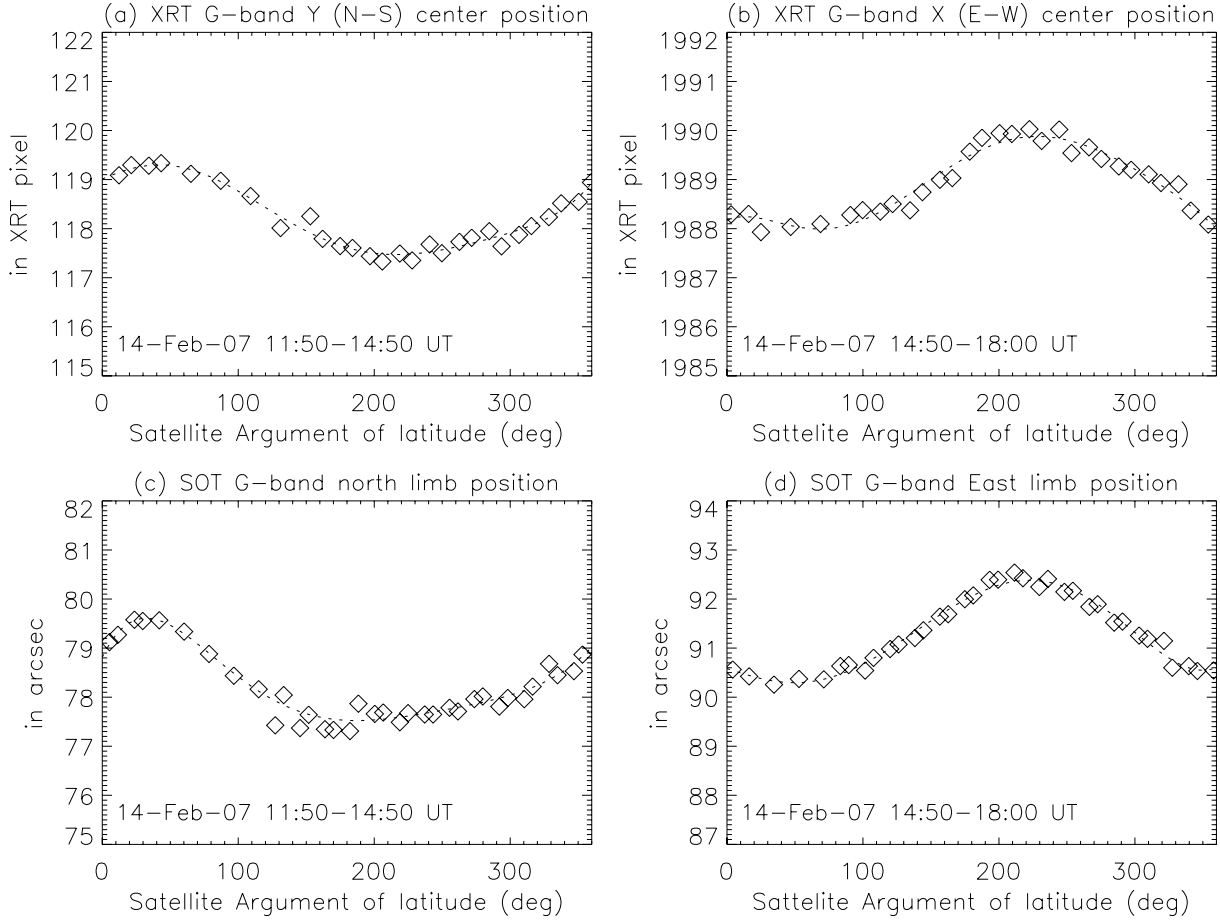 (a) XRT G-band Y (N-S) center position
122
121
120
119
118
117
116
115
in XRT pixel
14-Feb-07 11:50-14:50 UT
0 100 200 300
Satellite Argument of latitude (deg)
(b) XRT G-band X (E-W) center position
1992
1991
1990
1989
1988
1987
1986
1985
in XRT pixel
14-Feb-07 14:50-18:00 UT
0 100 200 300
Sattelite Argument of latitude (deg)
(c) SOT G-band north limb position
82
81
80
79
78
77
76
75
in arcsec
14-Feb-07 11:50-14:50 UT
0 100 200 300
Satellite Argument of latitude (deg)
(d) SOT G-band East limb position
94
93
92
91
90
89
88
87
in arcsec
14-Feb-07 14:50-18:00 UT
0 100 200 300
Satellite Argument of latitude (deg)